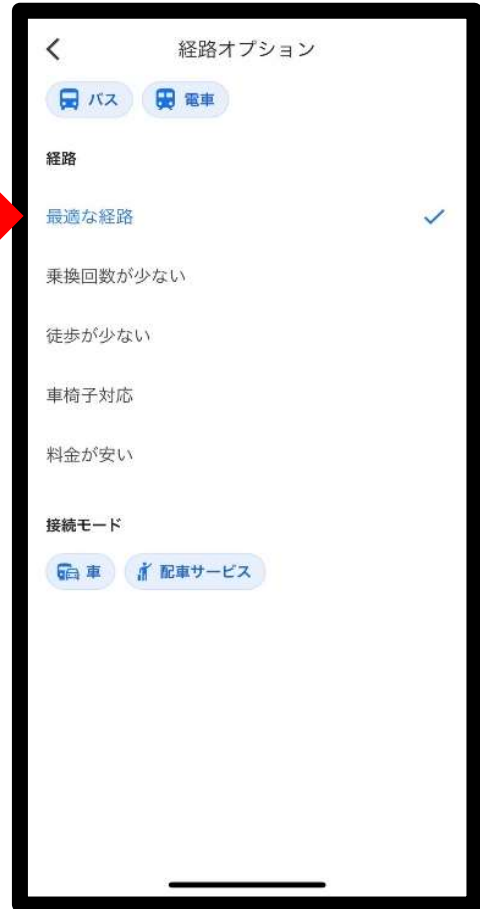 経路オプション
バス 電車
経路
最適な経路
乗換回数が少ない
徒歩が少ない
車椅子対応
料金が安い
接続モード
車 配車サービス